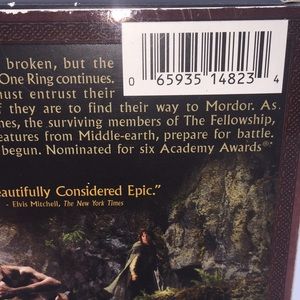 broken, but the
One Ring continues.
must entrust their
f they are to find their way to Mordor. As
nes, the surviving members of The Fellowship,
eatures from Middle-earth, prepare for battle.
begun. Nominated for six Academy Awards®
0 65935 14823 4
eautifully Considered Epic."
- Elvis Mitchell, The New York Times